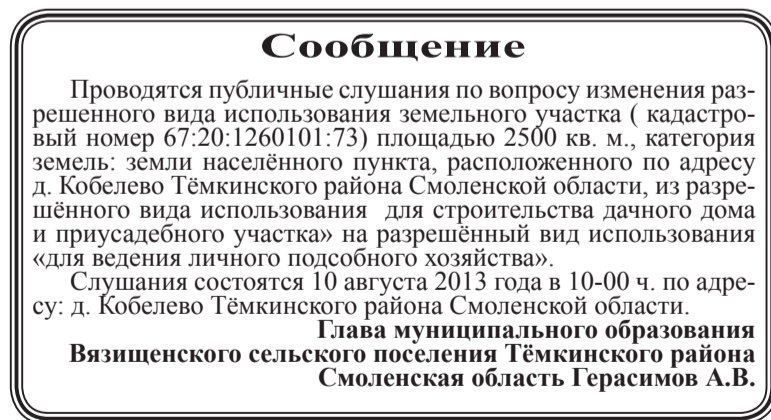 Сообщение
Проводятся публичные слушания по вопросу изменения раз-
решенного вида использования земельного участка ( кадастро-
вый номер 67:20:1260101:73) площадью 2500 кв. м., категория
земель: земли населённого пункта, расположенного по адресу
д. Кобелево Тёмкинского района Смоленской области, из разре-
шённого вида использования  для строительства дачного дома
и приусадебного участка» на разрешённый вид использования
«для ведения личного подсобного хозяйства».
Слушания состоятся 10 августа 2013 года в 10-00 ч. по адре-
су: д. Кобелево Тёмкинского района Смоленской области.
Глава муниципального образования
Вязищенского сельского поселения Тёмкинского района
Смоленская область Герасимов А.В.